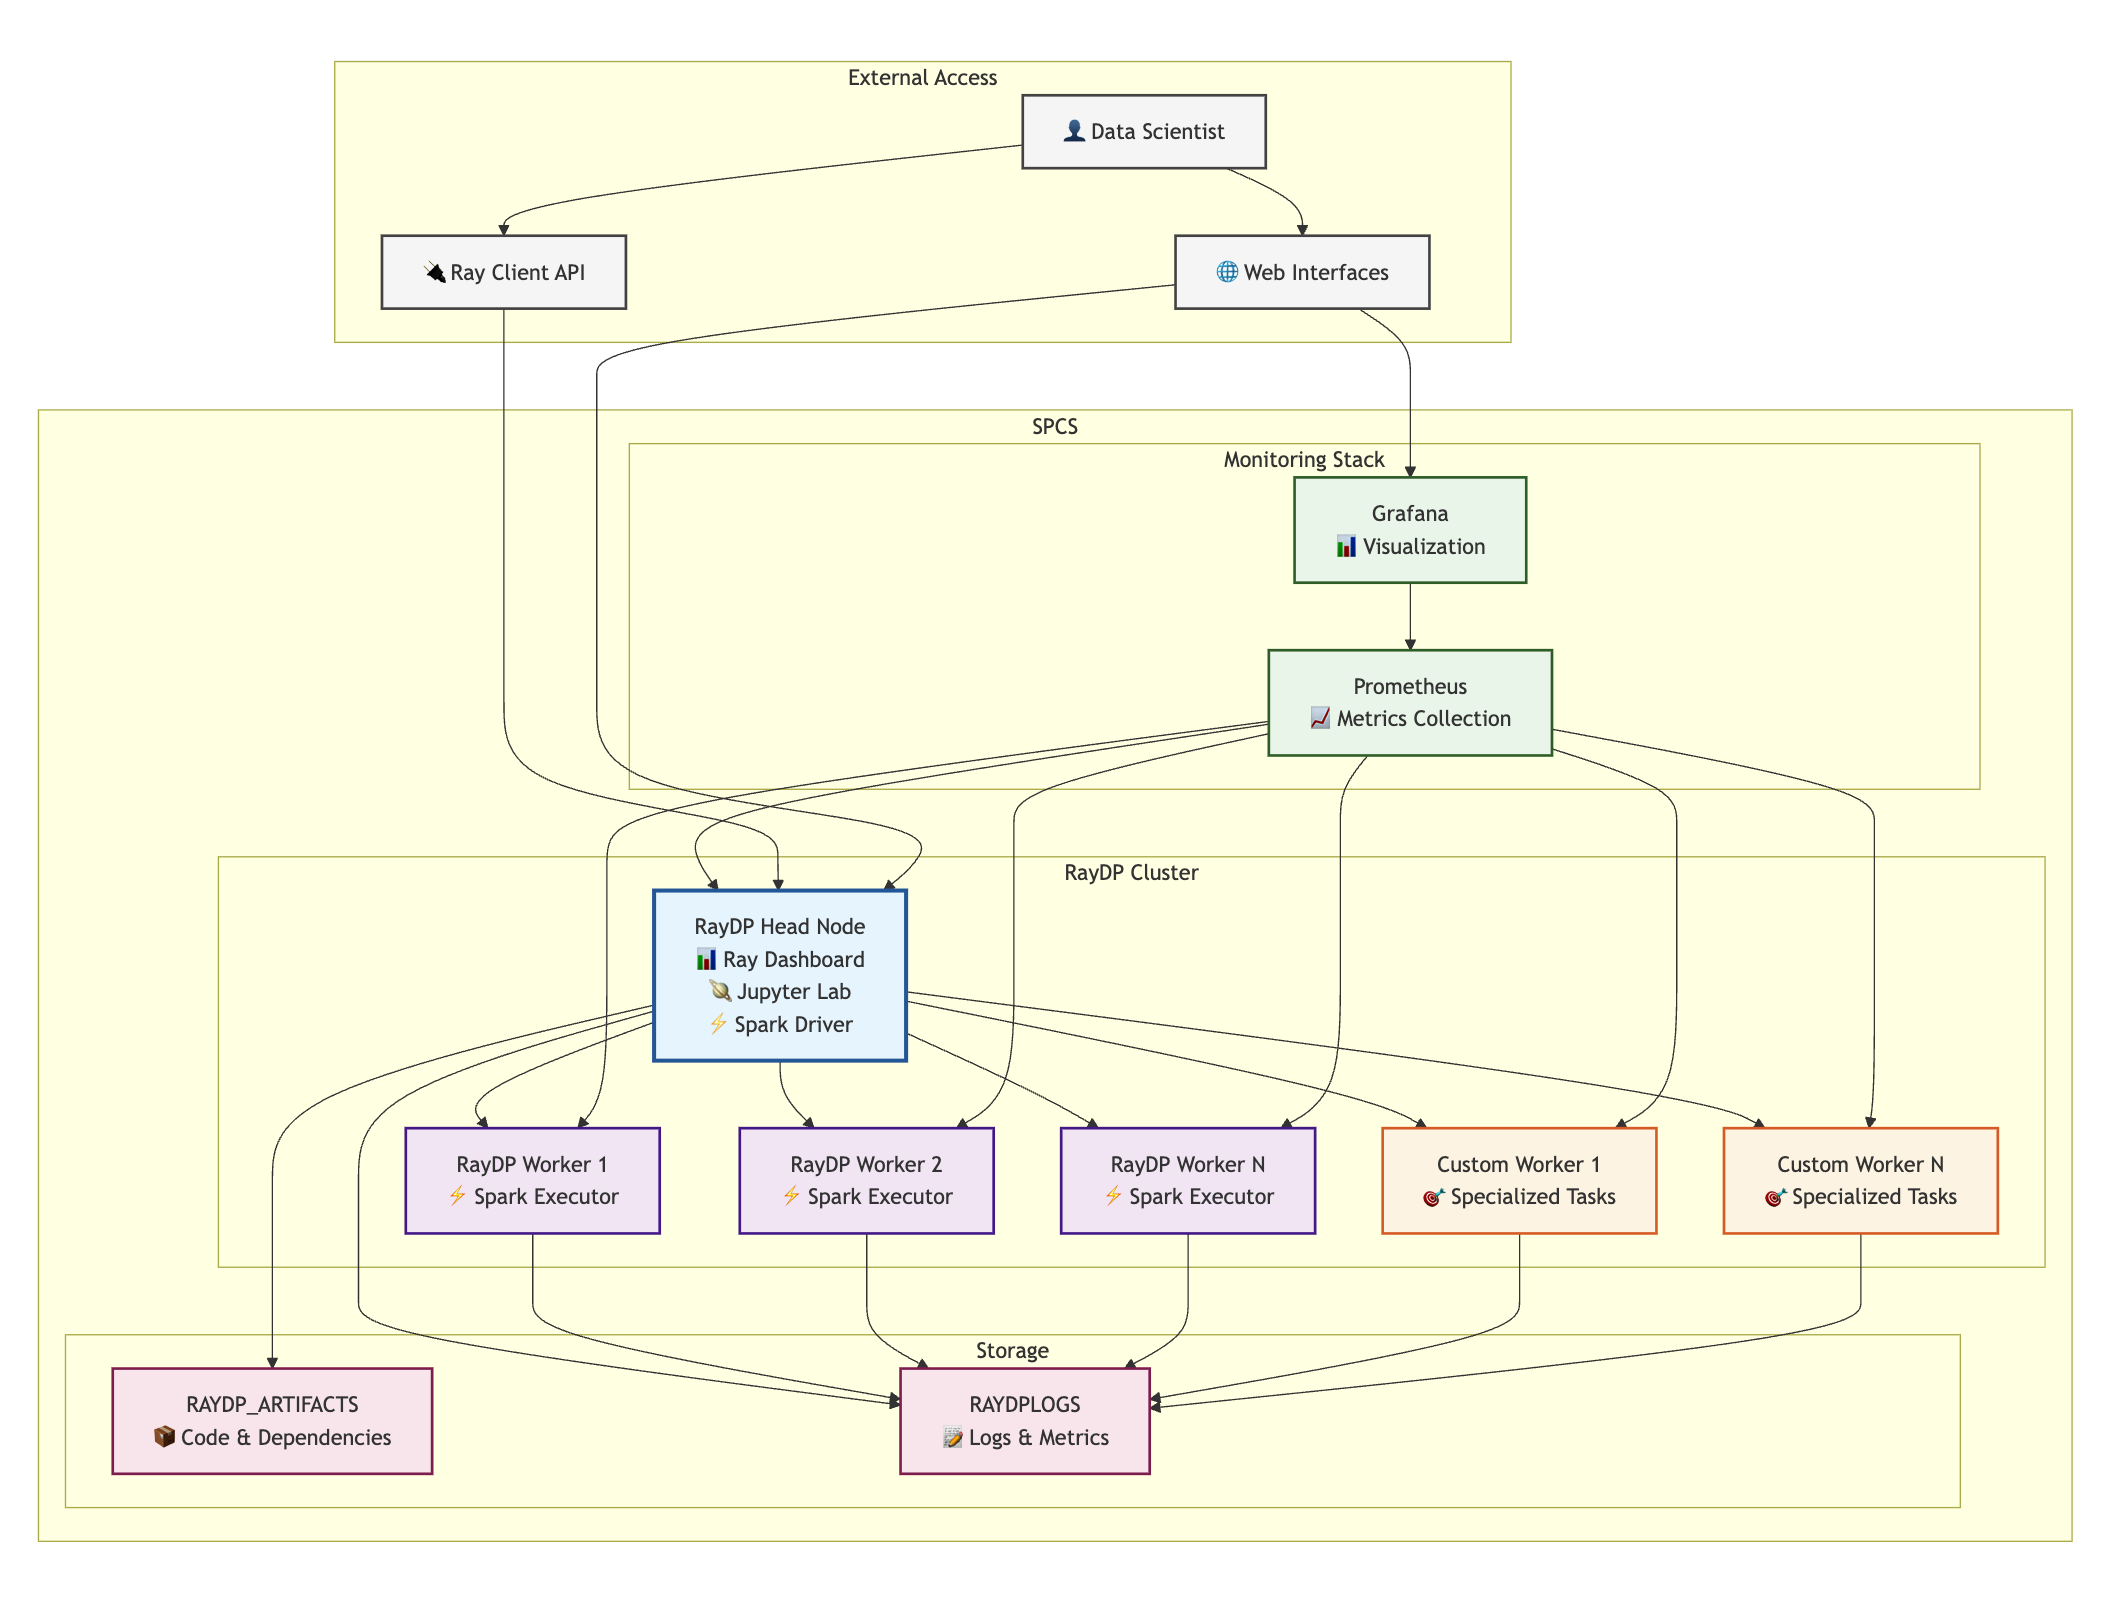 External Access
👤 Data Scientist
🔌 Ray Client API
🌐 Web Interfaces
SPCS
Monitoring Stack
Grafana
📊 Visualization
Prometheus
📈 Metrics Collection
RayDP Cluster
RayDP Head Node
📊 Ray Dashboard
🪐 Jupyter Lab
⚡ Spark Driver
RayDP Worker 1
⚡ Spark Executor
RayDP Worker 2
⚡ Spark Executor
RayDP Worker N
⚡ Spark Executor
Custom Worker 1
🎯 Specialized Tasks
Custom Worker N
🎯 Specialized Tasks
Storage
RAYDP_ARTIFACTS
📦 Code & Dependencies
RAYDPLOGS
📝 Logs & Metrics